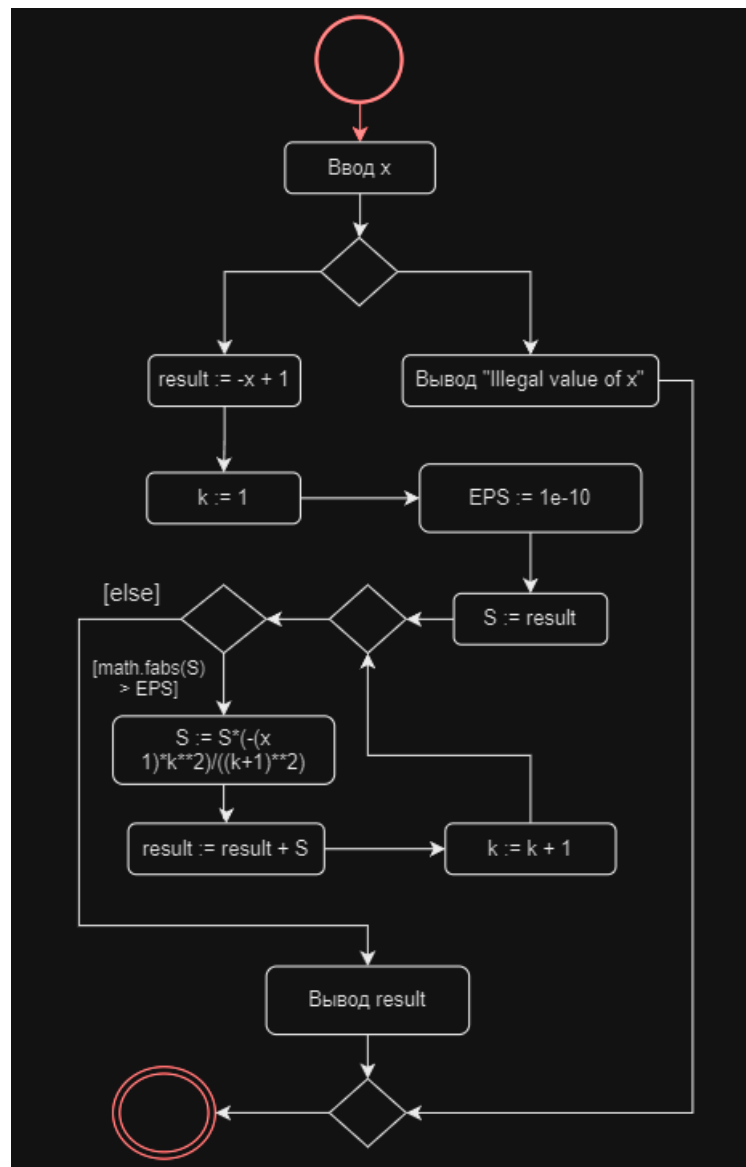 Ввод x
result := -x + 1
Вывод "Illegal value of x"
k := 1
EPS := 1e-10
[else]
S := result
[math.fabs(S)
> EPS]
S := S*(-(x
1)*k**2)/((k+1)**2)
result := result + S
k := k + 1
Вывод result